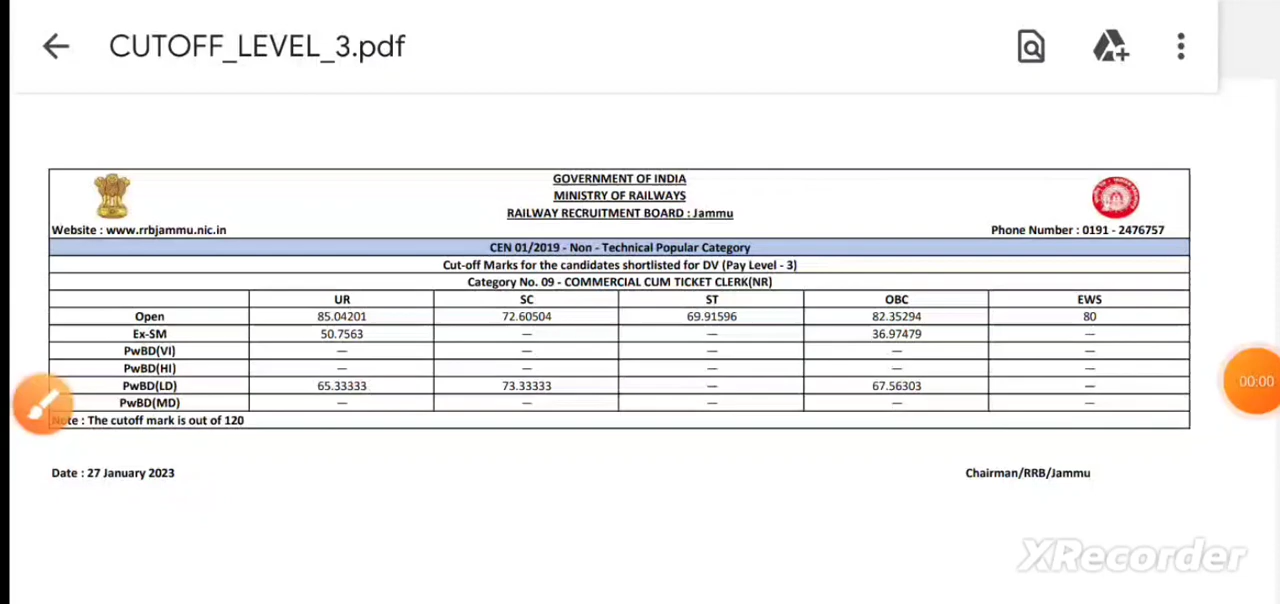 CUTOFF_LEVEL_3.pdf
GOVERNMENT OF INDIA
MINISTRY OF RAILWAYS
RAILWAY RECRUITMENT BOARD : Jammu
Website : www.rrbjammu.nic.in Phone Number : 0191 - 2476757
CEN 01/2019 - Non - Technical Popular Category
Cut-off Marks for the candidates shortlisted for DV (Pay Level - 3)
Category No. 09 - COMMERCIAL CUM TICKET CLERK(NR)
UR SC ST OBC EWS
Open 85.04201 72.60504 69.91596 82.35294 80
Ex-SM 50.7563 — — 36.97479 —
PwBD(VI) — — — — —
PwBD(HI) — — — — —
PwBD(LD) 65.33333 73.33333 — 67.56303 —
PwBD(MD) — — — — —
Note : The cutoff mark is out of 120
Date : 27 January 2023 Chairman/RRB/Jammu
00:00
XRecorder